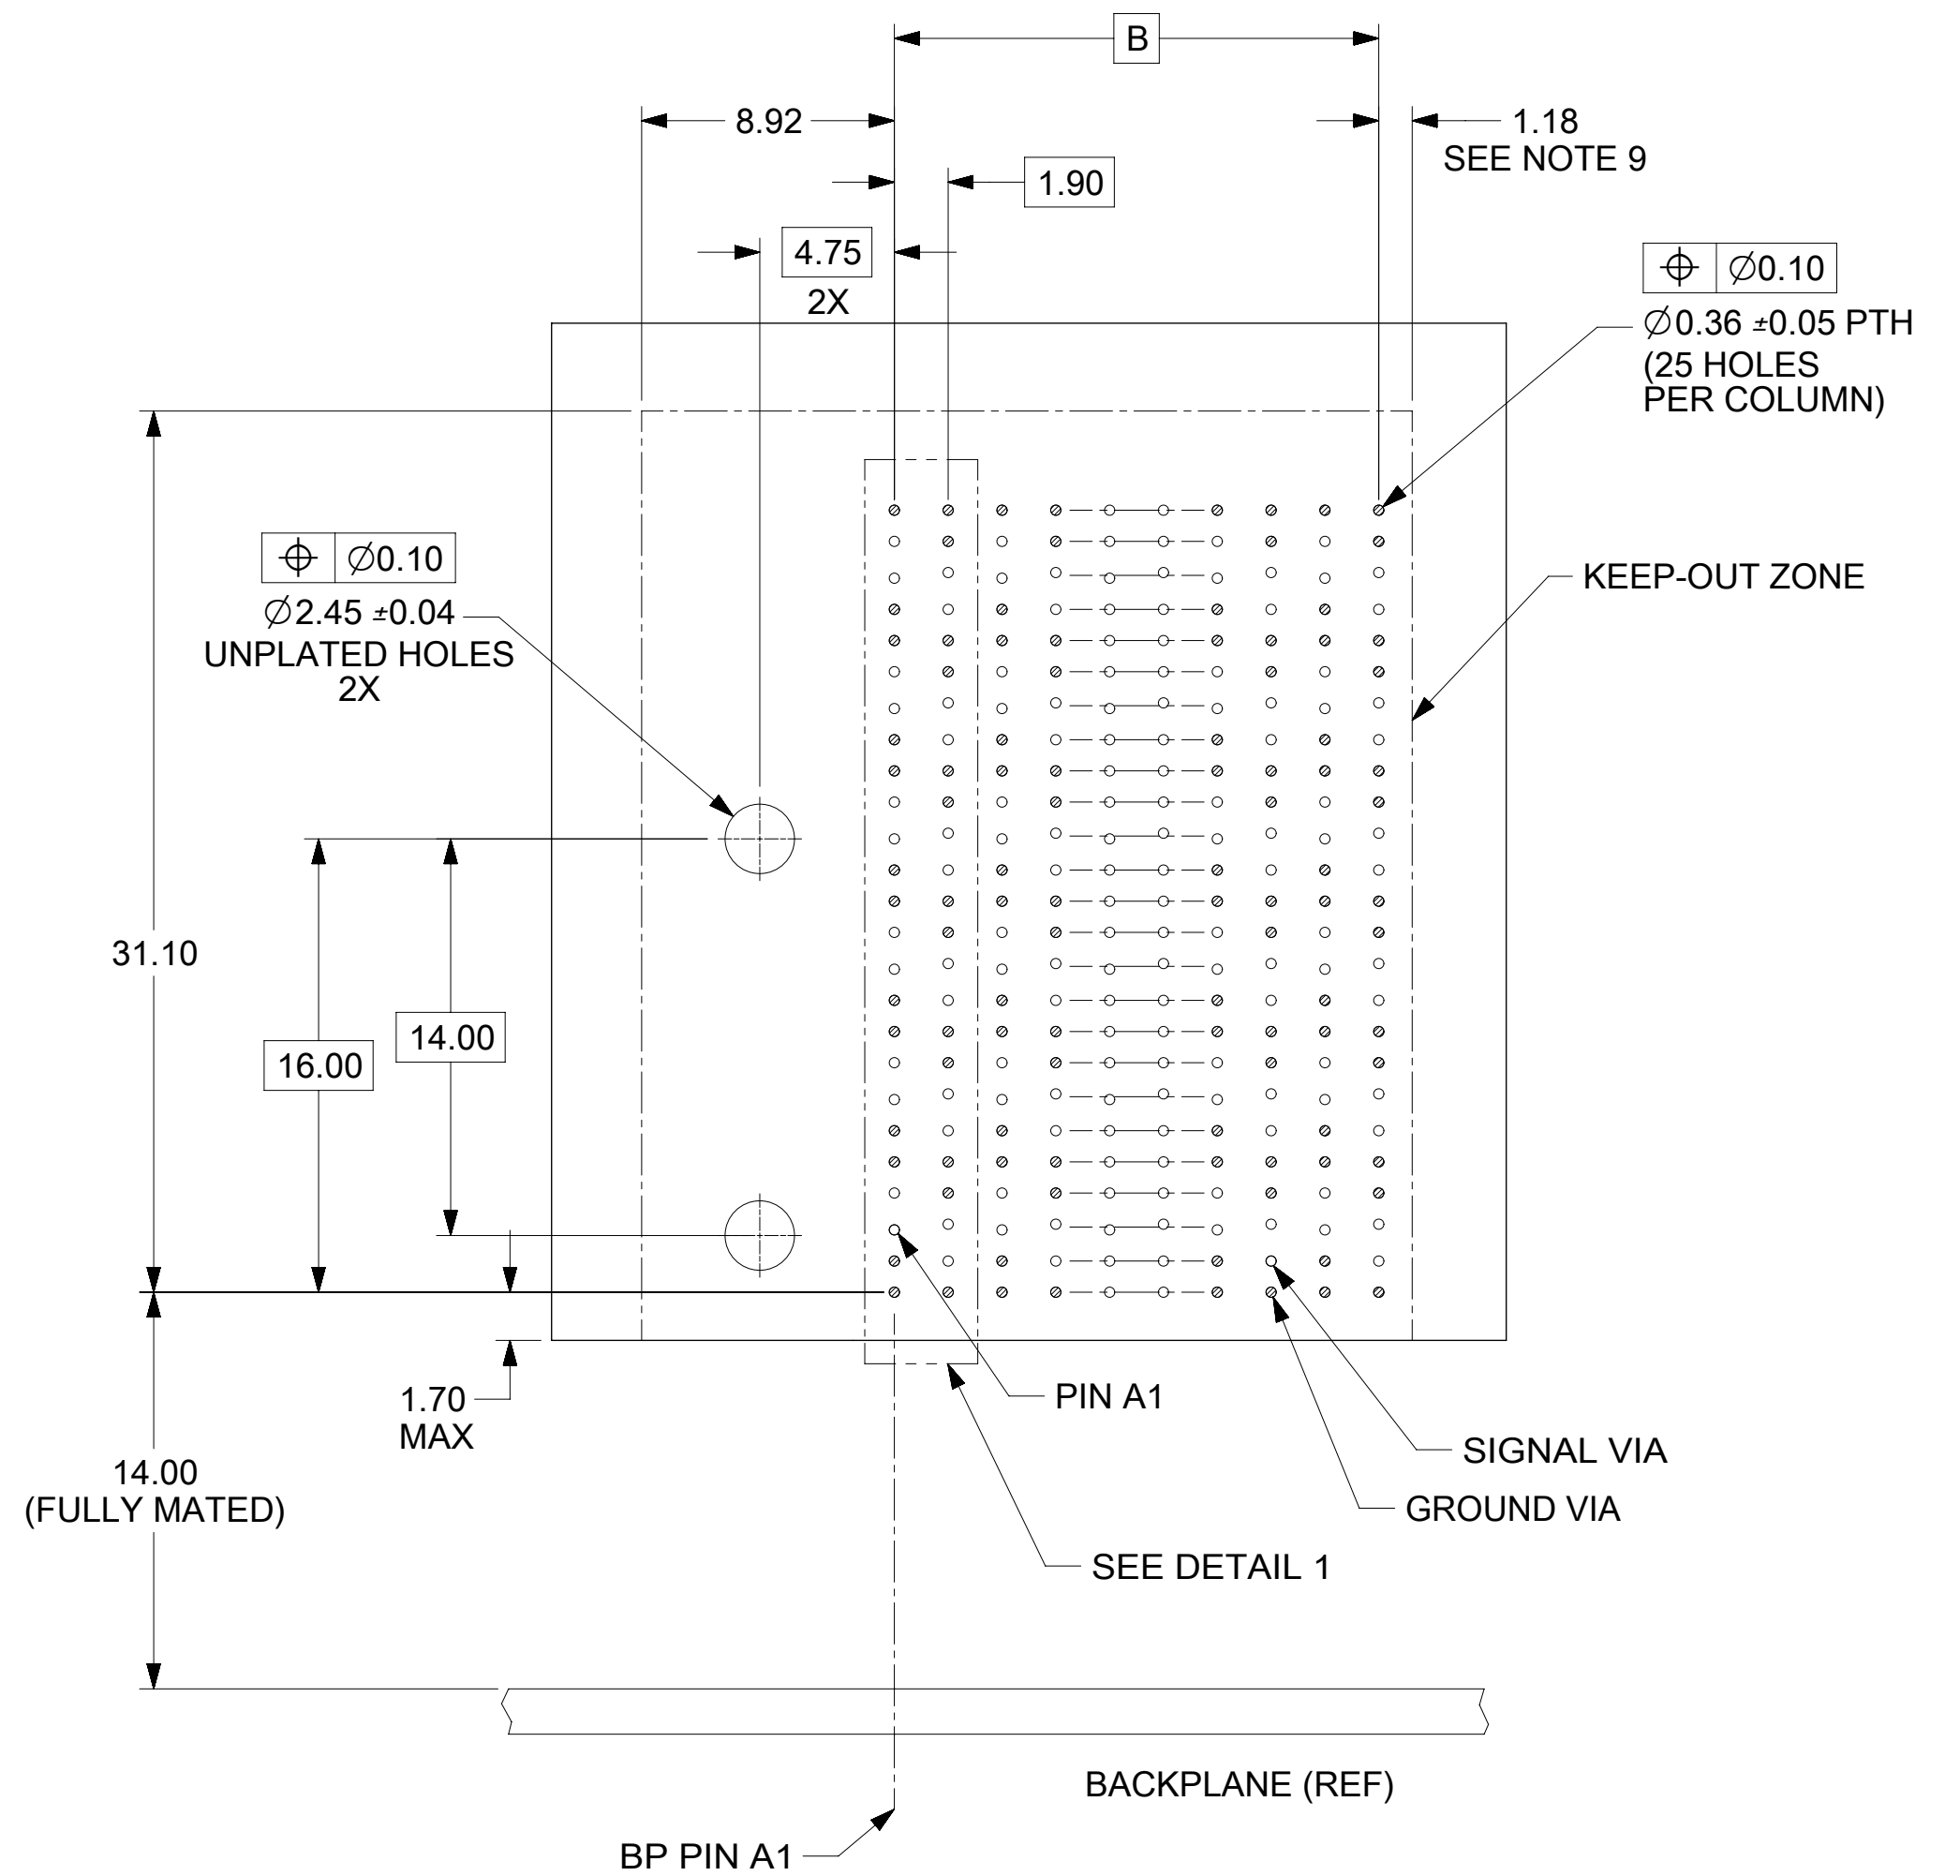 B
8.92
1.18
SEE NOTE 9
1.90
4.75
2X
⌖ ∅0.10
∅0.36 ±0.05 PTH
(25 HOLES
PER COLUMN)
⌖ ∅0.10
∅2.45 ±0.04
UNPLATED HOLES
2X
KEEP-OUT ZONE
31.10
14.00
16.00
1.70
MAX
PIN A1
SIGNAL VIA
14.00
(FULLY MATED)
GROUND VIA
SEE DETAIL 1
BACKPLANE (REF)
BP PIN A1